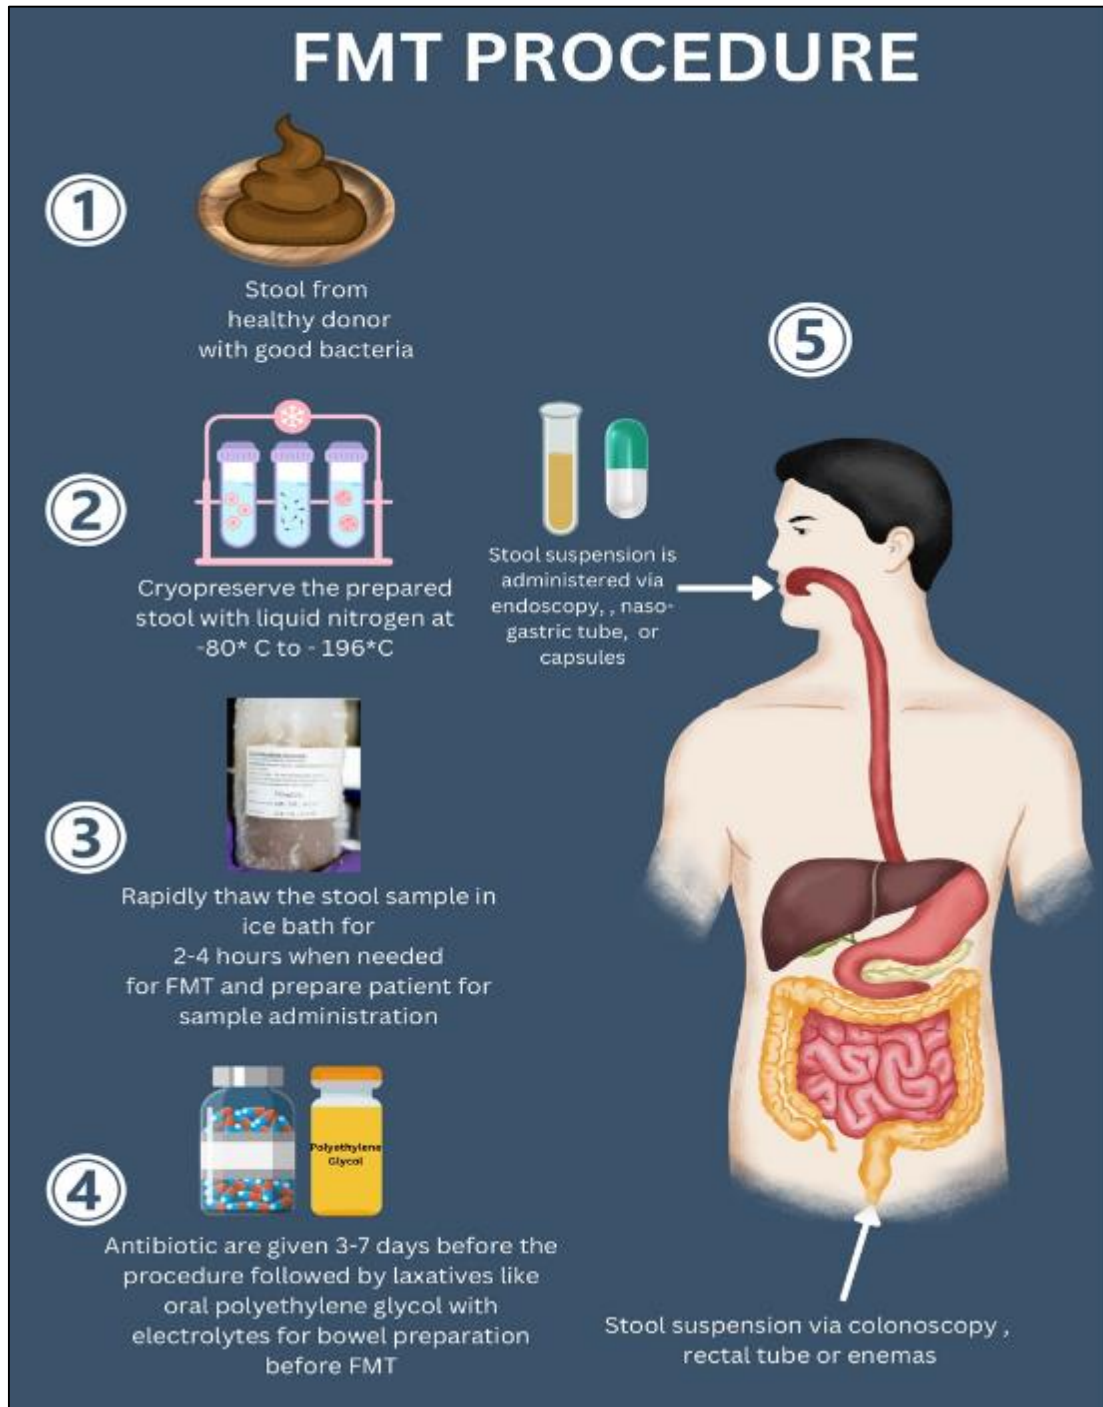 FMT PROCEDURE
1
Stool from
healthy donor
with good bacteria
2
Cryopreserve the prepared
stool with liquid nitrogen at
-80* C to - 196*C
3
Rapidly thaw the stool sample in
ice bath for
2-4 hours when needed
for FMT and prepare patient for
sample administration
4
Polyethylene
Glycol
Antibiotic are given 3-7 days before the
procedure followed by laxatives like
oral polyethylene glycol with
electrolytes for bowel preparation
before FMT
5
Stool suspension is
administered via
endoscopy, , naso-
gastric tube, or
capsules
Stool suspension via colonoscopy ,
rectal tube or enemas